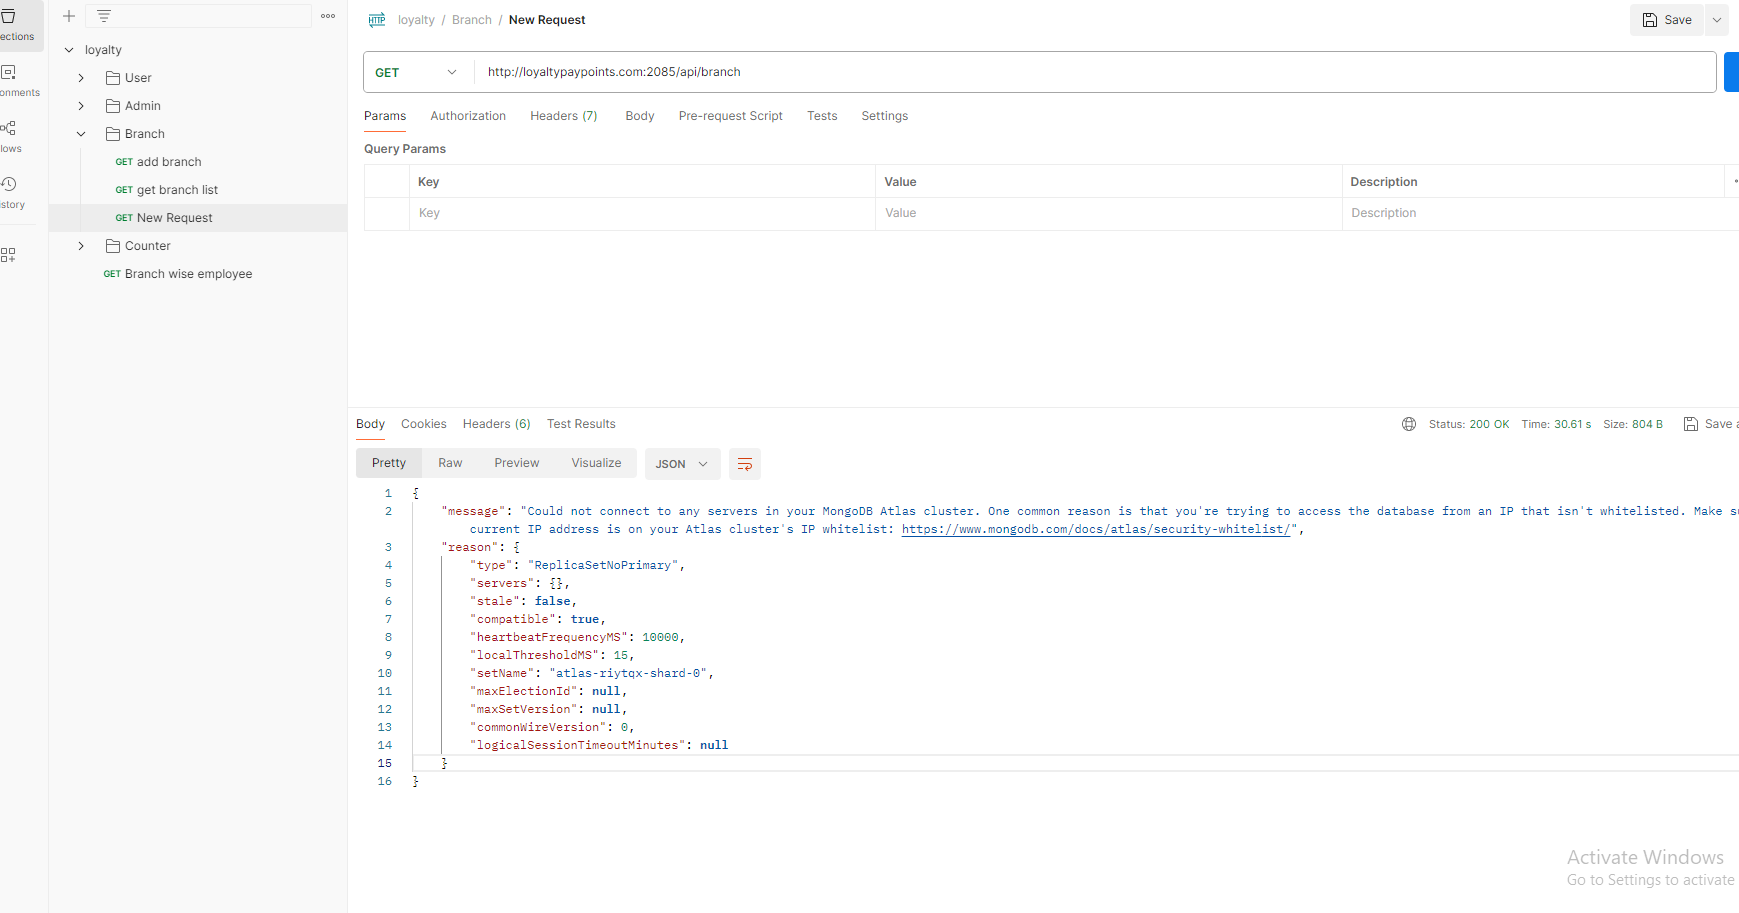 ections
onments
lows
istory
loyalty
User
Admin
Branch
GET add branch
GET get branch list
GET New Request
Counter
GET Branch wise employee
HTTP loyalty / Branch / New Request
Save
GET http://loyaltypaypoints.com:2085/api/branch
Params Authorization Headers (7) Body Pre-request Script Tests Settings
Query Params
Key Value Description
Key Value Description
Body Cookies Headers (6) Test Results Status: 200 OK Time: 30.61 s Size: 804 B Save a
Pretty Raw Preview Visualize JSON
1 {
2 "message": "Could not connect to any servers in your MongoDB Atlas cluster. One common reason is that you're trying to access the database from an IP that isn't whitelisted. Make su
current IP address is on your Atlas cluster's IP whitelist: https://www.mongodb.com/docs/atlas/security-whitelist/",
3 "reason": {
4 "type": "ReplicaSetNoPrimary",
5 "servers": {},
6 "stale": false,
7 "compatible": true,
8 "heartbeatFrequencyMS": 10000,
9 "localThresholdMS": 15,
10 "setName": "atlas-riytqx-shard-0",
11 "maxElectionId": null,
12 "maxSetVersion": null,
13 "commonWireVersion": 0,
14 "logicalSessionTimeoutMinutes": null
15 }
16 }
Activate Windows
Go to Settings to activate